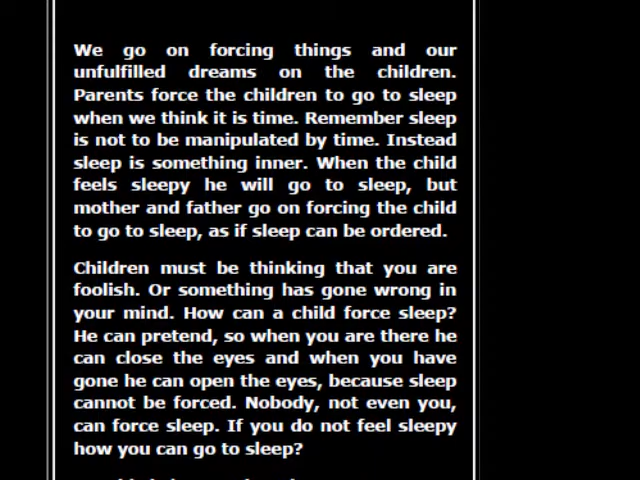 We go on forcing things and our
unfulfilled dreams on the children.
Parents force the children to go to sleep
when we think it is time. Remember sleep
is not to be manipulated by time. Instead
sleep is something inner. When the child
feels sleepy he will go to sleep, but
mother and father go on forcing the child
to go to sleep, as if sleep can be ordered.
Children must be thinking that you are
foolish. Or something has gone wrong in
your mind. How can a child force sleep?
He can pretend, so when you are there he
can close the eyes and when you have
gone he can open the eyes, because sleep
cannot be forced. Nobody, not even you,
can force sleep. If you do not feel sleepy
how you can go to sleep?